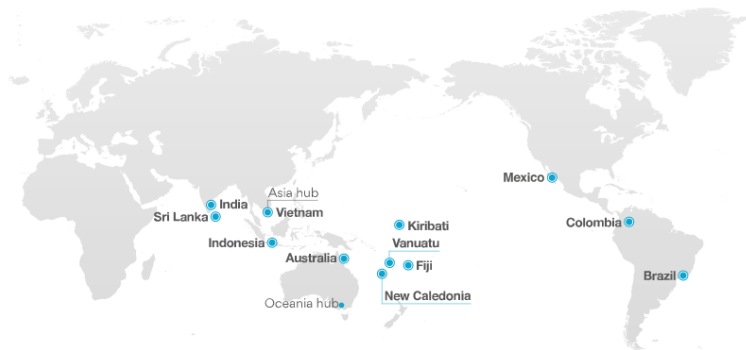 Mexico
Asia hub
India
Vietnam
Sri Lanka
Colombia
Kiribati
Indonesia
Vanuatu
Australia
Fiji
Brazil
New Caledonia
Oceania hub